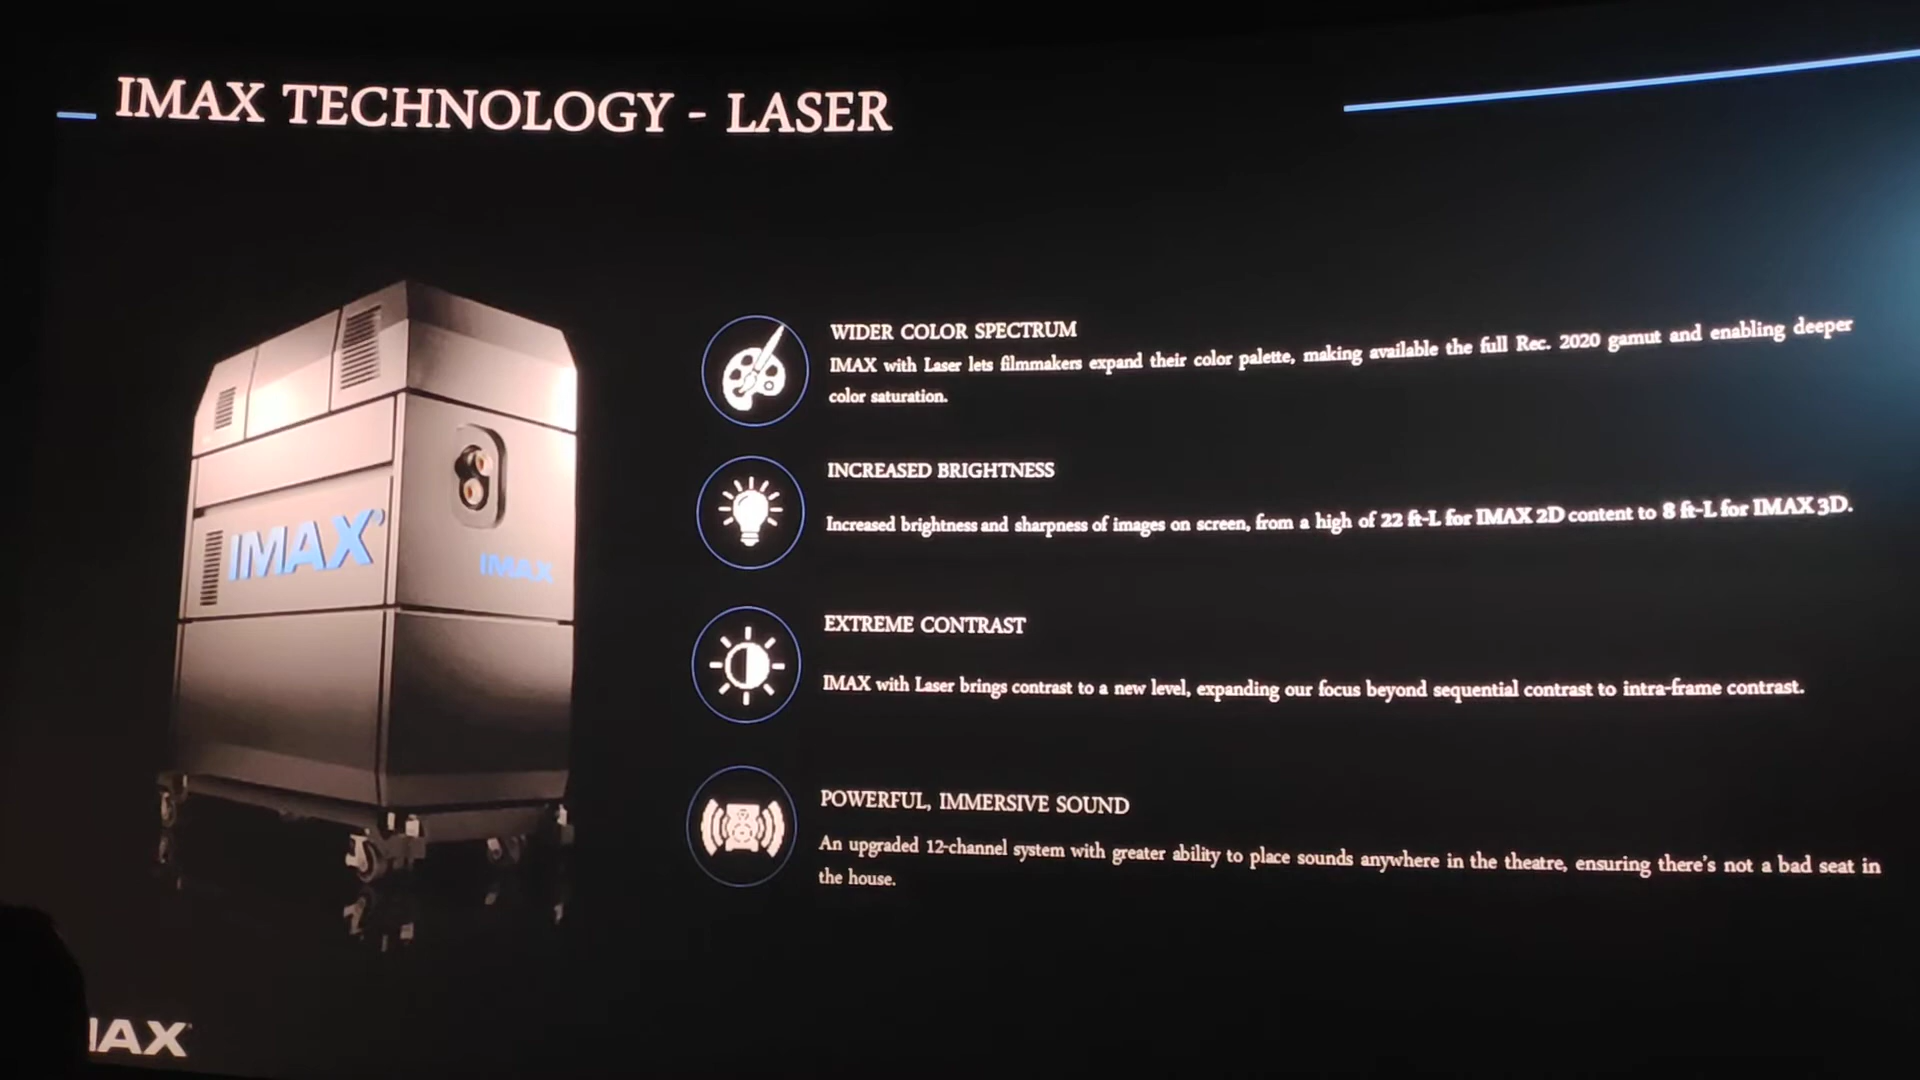 IMAX TECHNOLOGY - LASER
WIDER COLOR SPECTRUM
IMAX with Laser lets filmmakers expand their color palette, making available the full Rec. 2020 gamut and enabling deeper
color saturation.
INCREASED BRIGHTNESS
Increased brightness and sharpness of images on screen, from a high of 22 ft-L for IMAX 2D content to 8 ft-L for IMAX 3D.
IMAX
IMAX
EXTREME CONTRAST
IMAX with Laser brings contrast to a new level, expanding our focus beyond sequential contrast to intra-frame contrast.
POWERFUL, IMMERSIVE SOUND
An upgraded 12-channel system with greater ability to place sounds anywhere in the theatre, ensuring there's not a bad seat in
the house.
MAX